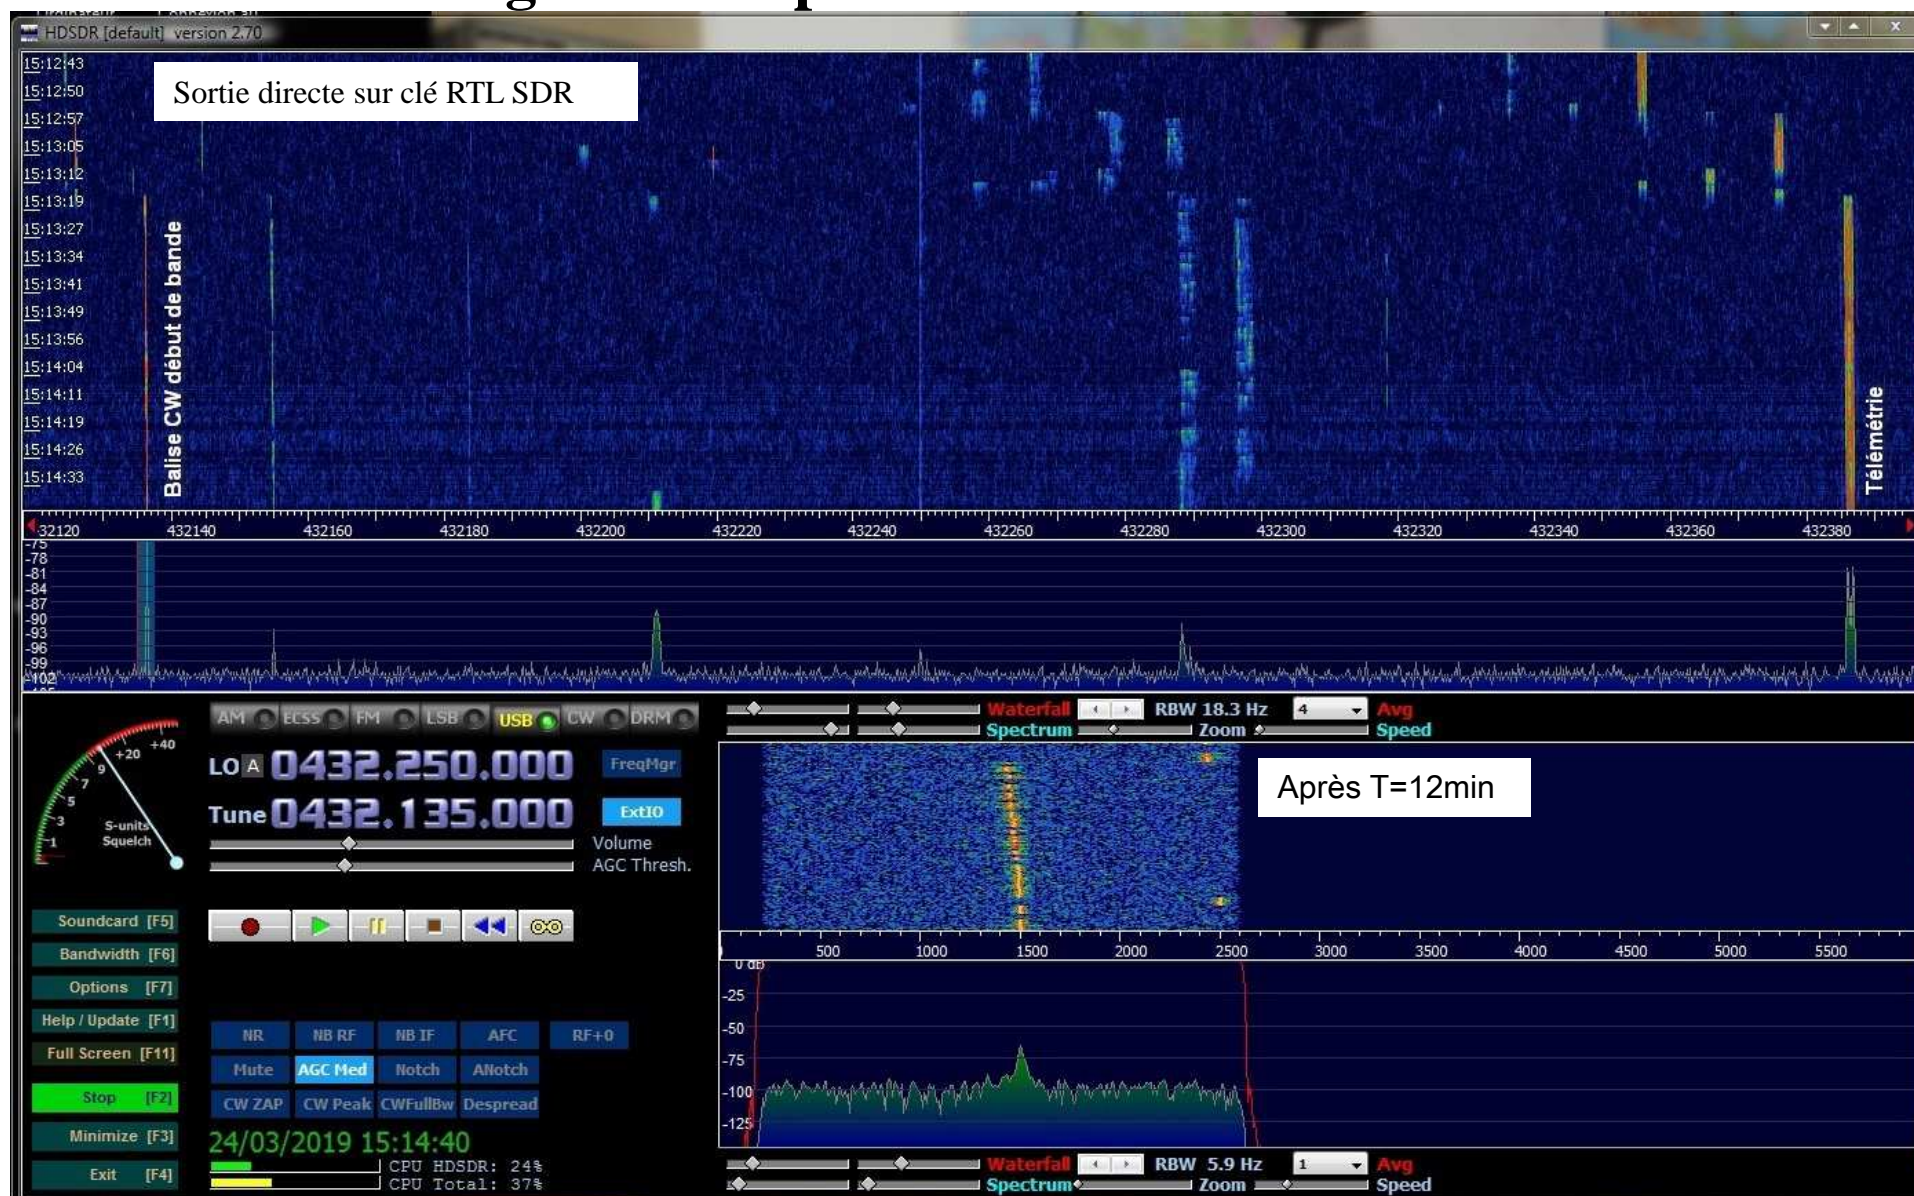 HDSDR [default] version 2.70
15:12:43
Sortie directe sur clé RTL SDR
15:12:50
15:12:57
15:13:05
15:13:12
15:13:19
15:13:27
15:13:34
15:13:41
15:13:49
15:13:56
15:14:04
15:14:11
15:14:19
15:14:26
15:14:33
Balise CW début de bande
Télémétrie
32120 432140 432160 432180 432200 432220 432240 432260 432280 432300 432320 432340 432360 432380
-75
-78
-81
-84
-87
-90
-93
-96
-99
-102
AM ECSS FM LSB USB CW DRM
Waterfall RBW 18.3 Hz 4 Avg
Spectrum Zoom Speed
1 3 5 7 9 +20 +40
S-units
Squelch
LO A 0432.250.000 FreqMgr
Tune 0432.135.000 ExtIO
Volume
AGC Thresh.
Après T=12min
Soundcard [F5]
Bandwidth [F6]
Options [F7]
Help / Update [F1]
Full Screen [F11]
Stop [F2]
Minimize [F3]
Exit [F4]
NR NB RF NB IF AFC RF+0
Mute AGC Med Notch ANotch
CW ZAP CW Peak CWFullBw Despread
24/03/2019 15:14:40
CPU HDSDR: 24%
CPU Total: 37%
500 1000 1500 2000 2500 3000 3500 4000 4500 5000 5500
0 dB
-25
-50
-75
-100
-125
Waterfall RBW 5.9 Hz 1 Avg
Spectrum Zoom Speed